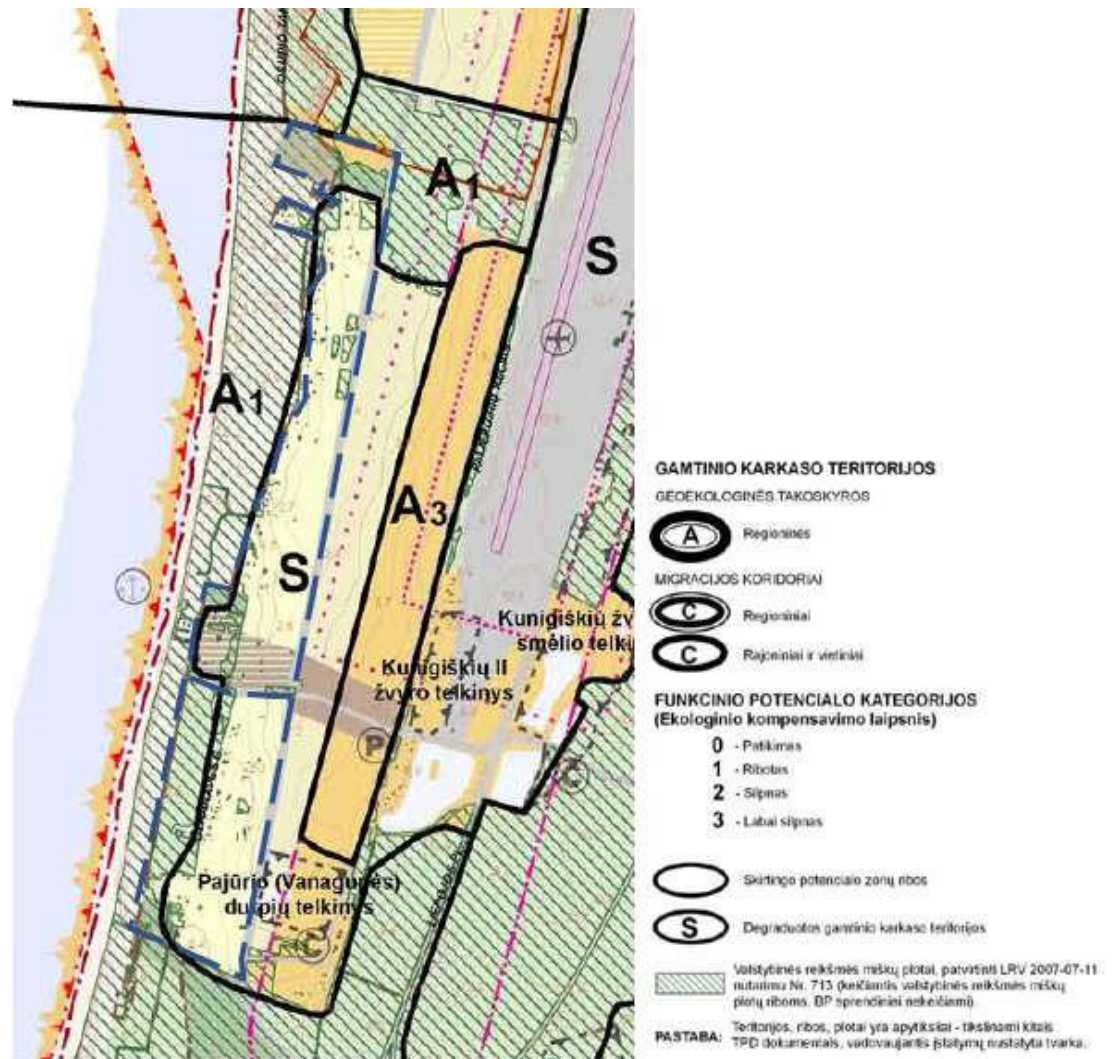 A1
S
A1
A3
S
Kunigiškių žv
smėlio telki
Kunigiškių II
žvyro telkinys
P
Pajūrio (Vanagupės)
durpių telkinys
C
GAMTINIO KARKASO TERITORIJOS
GEOEKOLOGINĖS TAKOSKYROS
A Regioninės
MIGRACIJOS KORIDORIAI
C Regioniniai
C Rajoniniai ir vietiniai
FUNKCINIO POTENCIALO KATEGORIJOS
(Ekologinio kompensavimo laipsnis)
0 - Patikimas
1 - Ribotas
2 - Silpnas
3 - Labai silpnas
Skirtingo potencialo zonų ribos
S Degraduotos gamtinio karkaso teritorijos
Valstybinės reikšmės miškų plotai, patvirtinti LRV 2007-07-11
nutarimu Nr. 713 (keičiantis valstybinės reikšmės miškų
plotų riboms, BP sprendiniai nekeičiami)
PASTABA: Teritorijos, ribos, plotai yra apytiksliai - tikslinami kitais
TPD dokumentais, vadovaujantis įstatymų nustatyta tvarka.